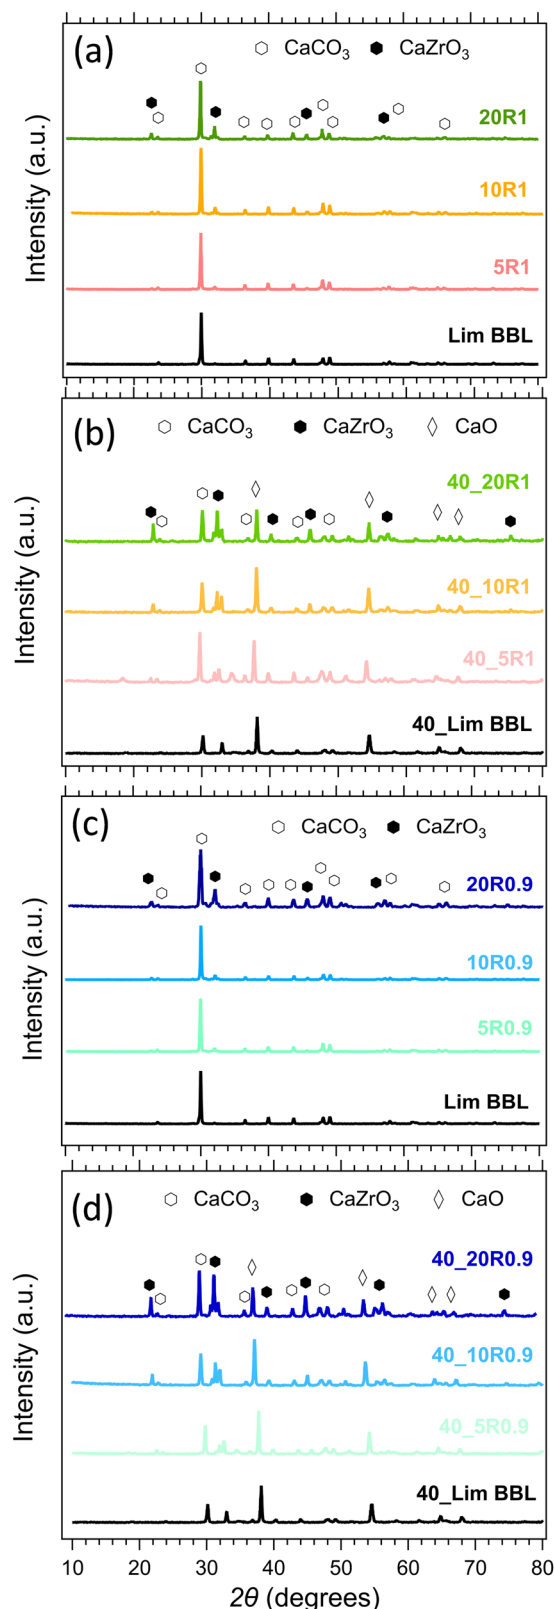 (a) CaCO₃ CaZrO₃
20R1
10R1
5R1
Lim BBL
Intensity (a.u.)
(b) CaCO₃ CaZrO₃ CaO
40_20R1
40_10R1
40_5R1
40_Lim BBL
Intensity (a.u.)
(c) CaCO₃ CaZrO₃
20R0.9
10R0.9
5R0.9
Lim BBL
Intensity (a.u.)
(d) CaCO₃ CaZrO₃ CaO
40_20R0.9
40_10R0.9
40_5R0.9
40_Lim BBL
Intensity (a.u.)
10 20 30 40 50 60 70 80
2θ (degrees)